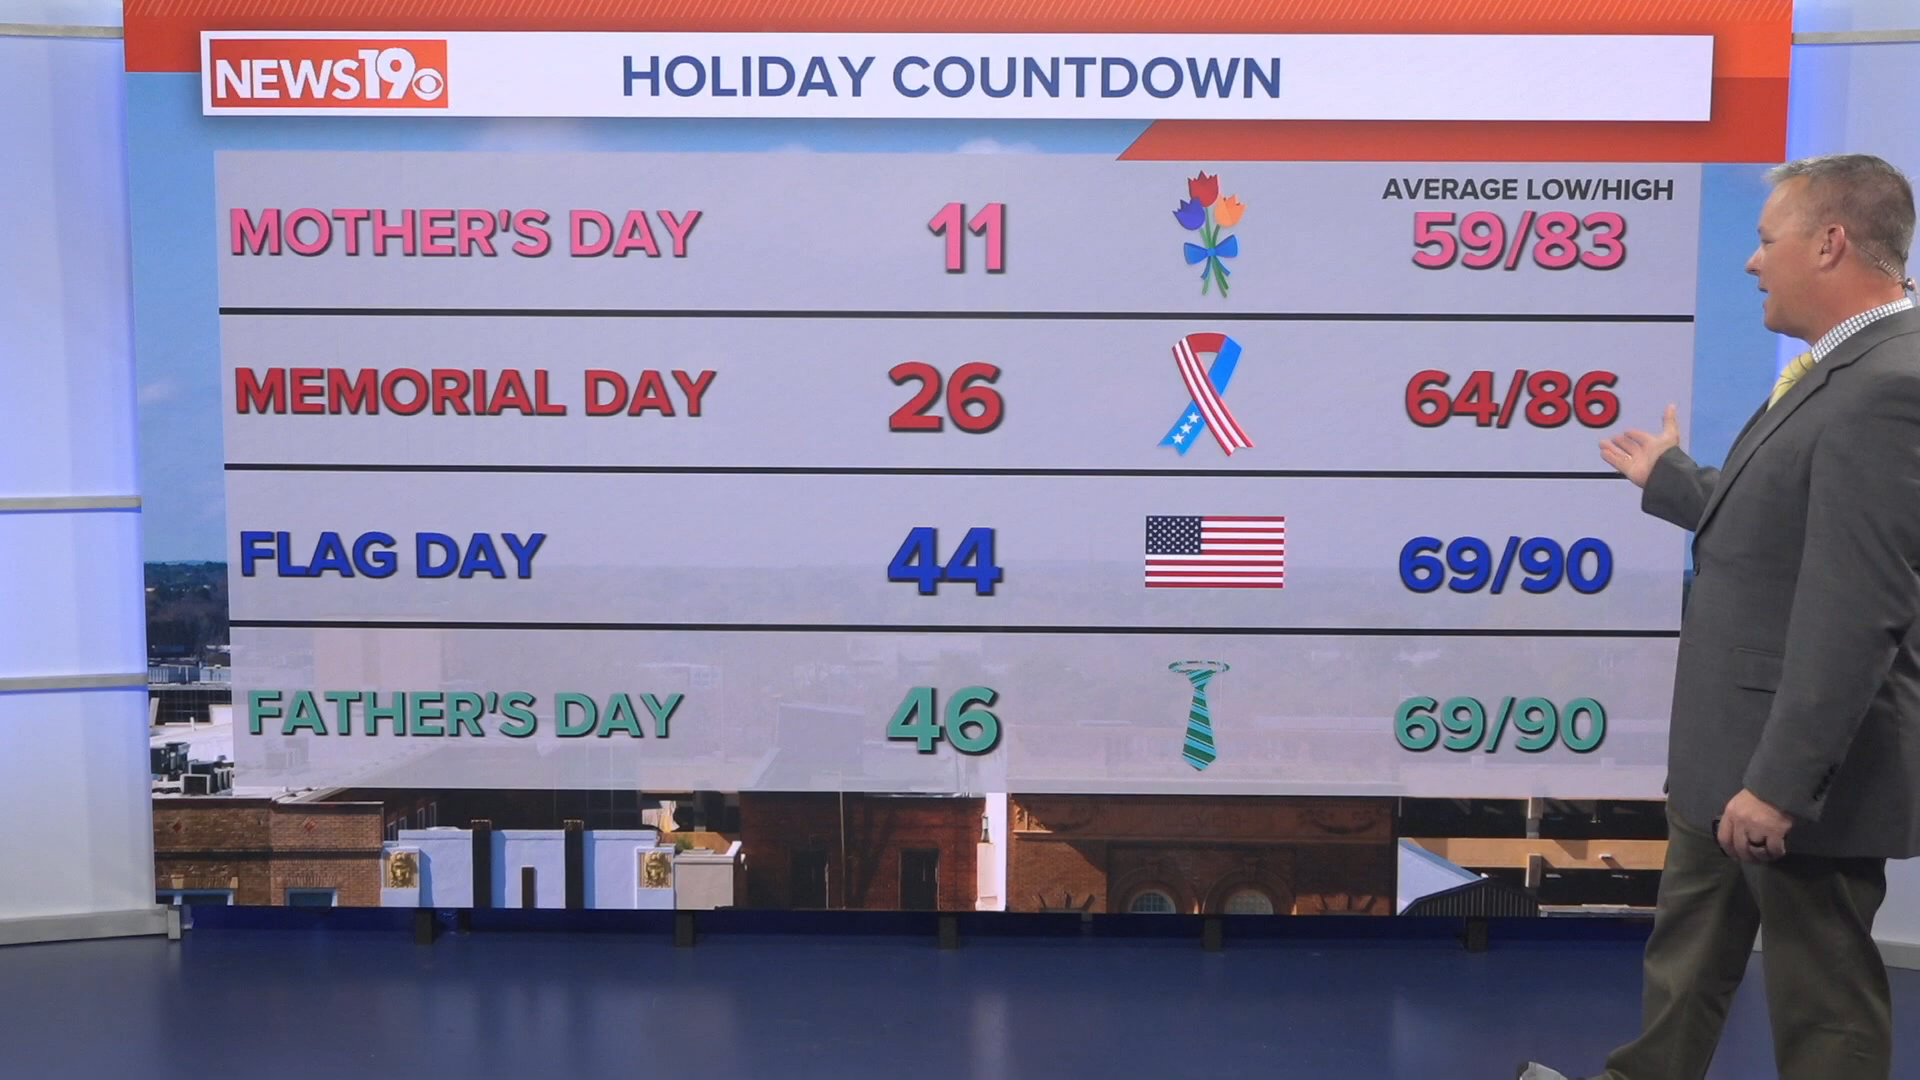 NEWS19
HOLIDAY COUNTDOWN
AVERAGE LOW/HIGH
MOTHER'S DAY 11 59/83
MEMORIAL DAY 26 64/86
FLAG DAY 44 69/90
FATHER'S DAY 46 69/90